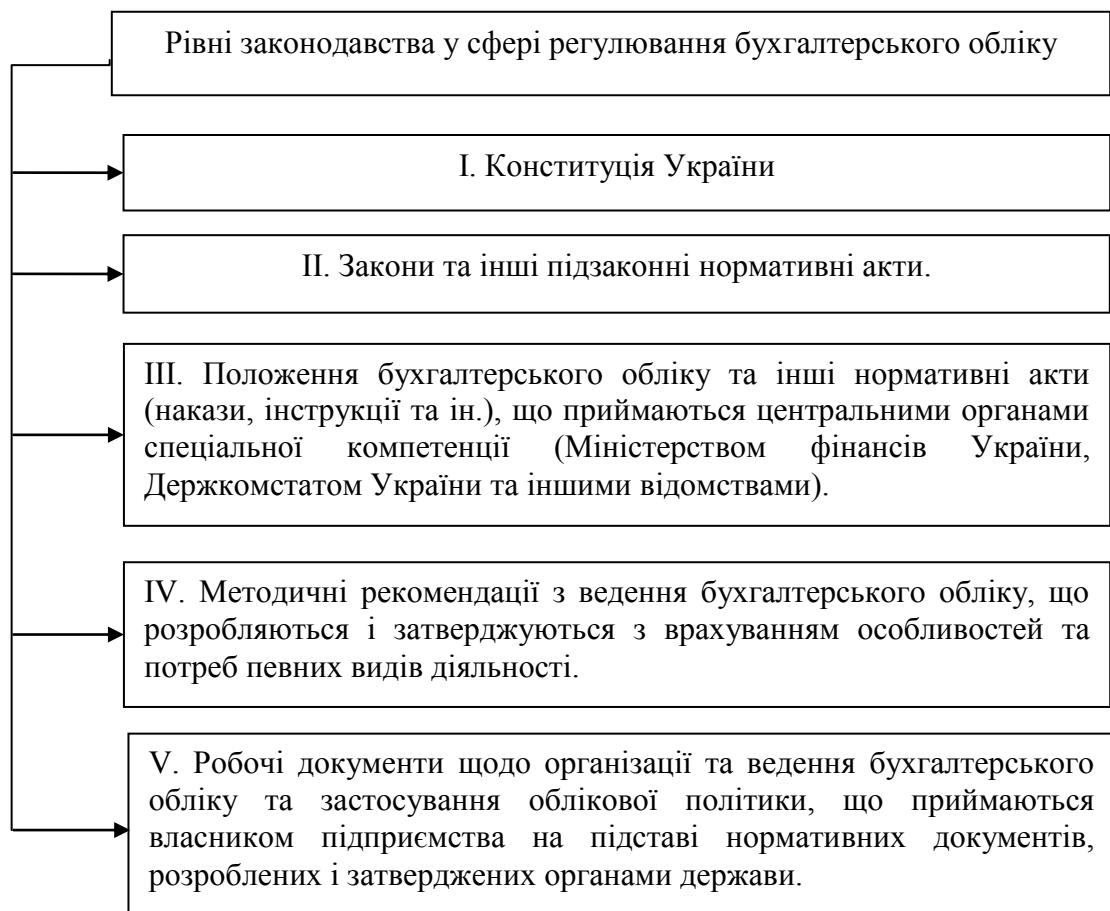 Рівні законодавства у сфері регулювання бухгалтерського обліку
І. Конституція України
ІІ. Закони та інші підзаконні нормативні акти.
ІІІ. Положення бухгалтерського обліку та інші нормативні акти
(накази, інструкції та ін.), що приймаються центральними органами
спеціальної компетенції (Міністерством фінансів України,
Держкомстатом України та іншими відомствами).
IV. Методичні рекомендації з ведення бухгалтерського обліку, що
розробляються і затверджуються з врахуванням особливостей та
потреб певних видів діяльності.
V. Робочі документи щодо організації та ведення бухгалтерського
обліку та застосування облікової політики, що приймаються
власником підприємства на підставі нормативних документів,
розроблених і затверджених органами держави.